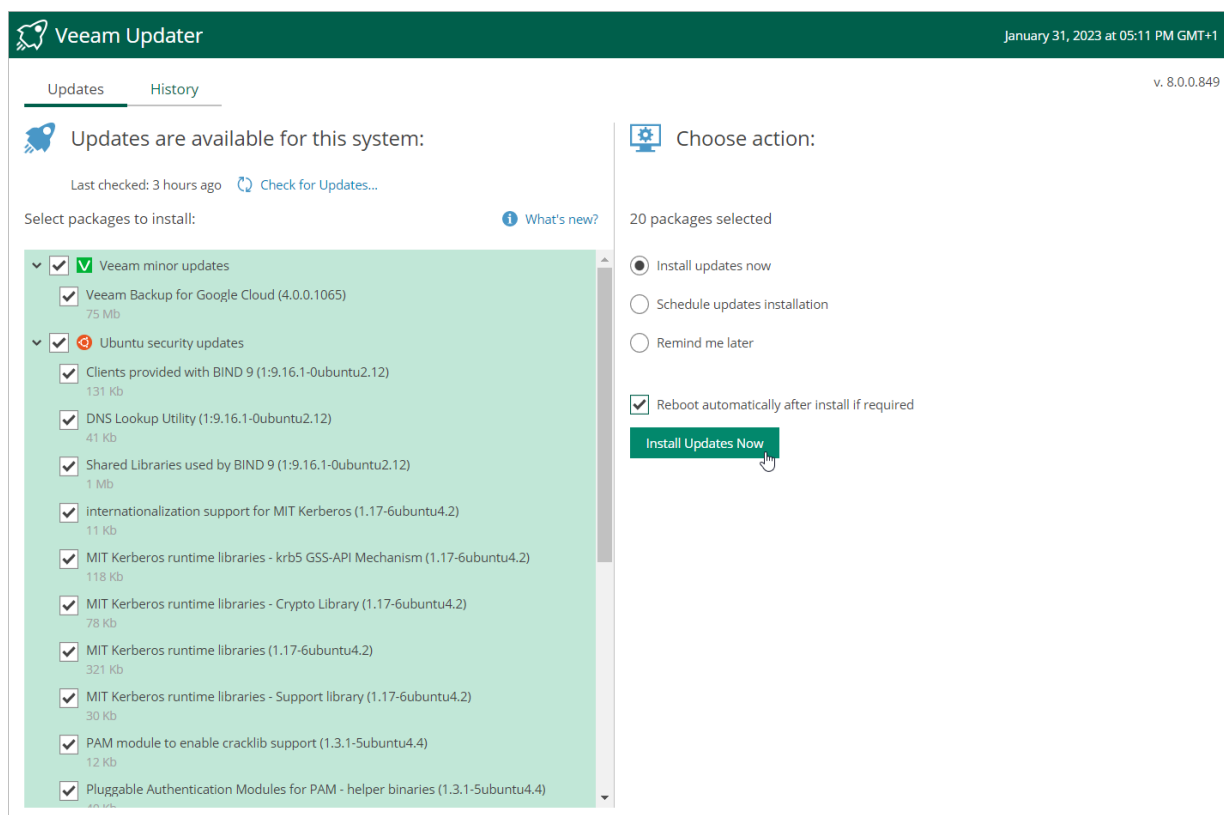 Veeam Updater
January 31, 2023 at 05:11 PM GMT+1
Updates History
v. 8.0.0.849
Updates are available for this system:
Last checked: 3 hours ago Check for Updates...
Select packages to install: What's new?
Veeam minor updates
Veeam Backup for Google Cloud (4.0.0.1065)
75 Mb
Ubuntu security updates
Clients provided with BIND 9 (1:9.16.1-0ubuntu2.12)
131 Kb
DNS Lookup Utility (1:9.16.1-0ubuntu2.12)
41 Kb
Shared Libraries used by BIND 9 (1:9.16.1-0ubuntu2.12)
1 Mb
internationalization support for MIT Kerberos (1.17-6ubuntu4.2)
11 Kb
MIT Kerberos runtime libraries - krb5 GSS-API Mechanism (1.17-6ubuntu4.2)
118 Kb
MIT Kerberos runtime libraries - Crypto Library (1.17-6ubuntu4.2)
78 Kb
MIT Kerberos runtime libraries (1.17-6ubuntu4.2)
321 Kb
MIT Kerberos runtime libraries - Support library (1.17-6ubuntu4.2)
30 Kb
PAM module to enable cracklib support (1.3.1-5ubuntu4.4)
12 Kb
Pluggable Authentication Modules for PAM - helper binaries (1.3.1-5ubuntu4.4)
Choose action:
20 packages selected
Install updates now
Schedule updates installation
Remind me later
Reboot automatically after install if required
Install Updates Now